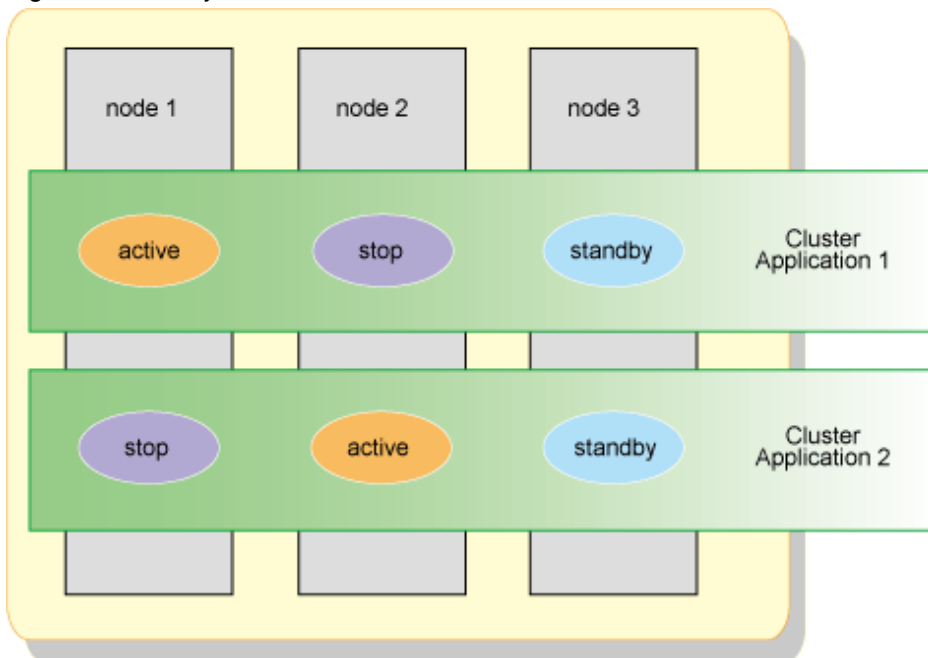 node 1
node 2
node 3
active
stop
standby
Cluster
Application 1
stop
active
standby
Cluster
Application 2